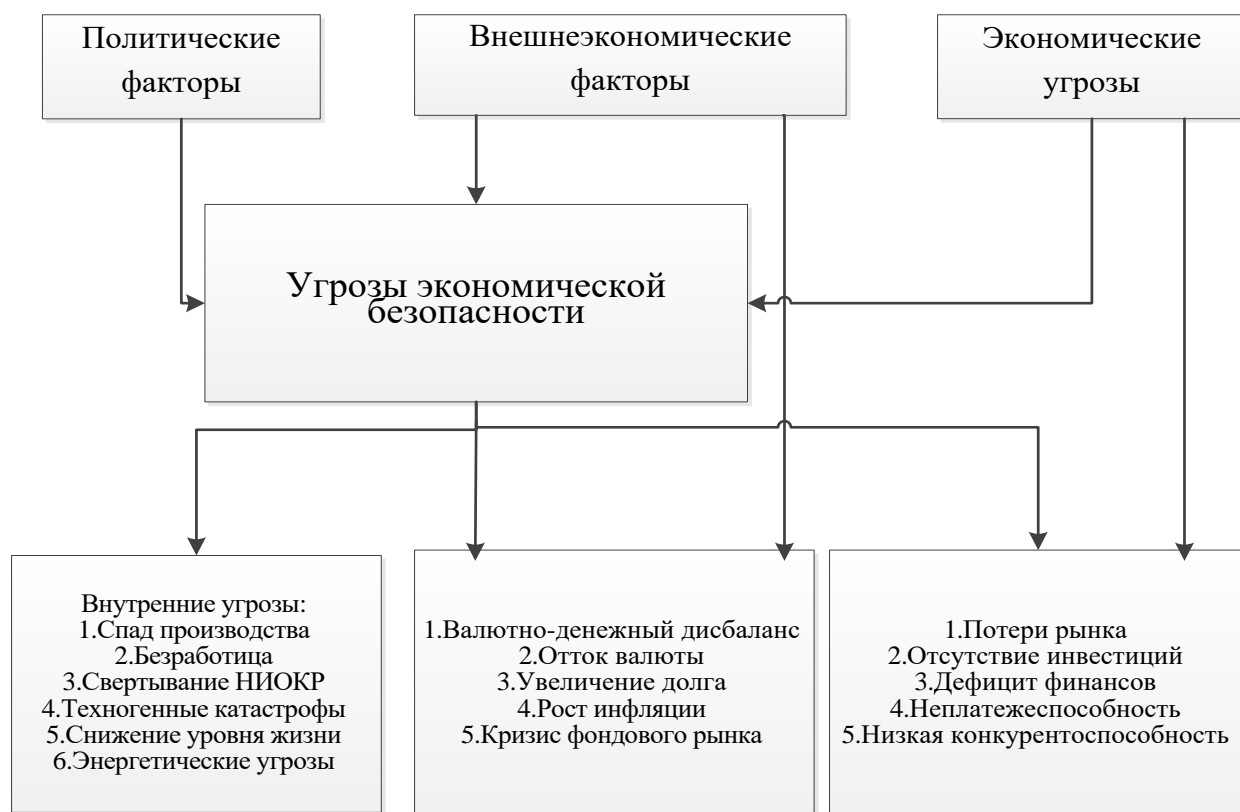 Политические
факторы
Внешнеэкономические
факторы
Экономические
угрозы
Угрозы экономической
безопасности
Внутренние угрозы:
1.Спад производства
2.Безработица
3.Свертывание НИОКР
4.Техногенные катастрофы
5.Снижение уровня жизни
6.Энергетические угрозы
1.Валютно-денежный дисбаланс
2.Отток валюты
3.Увеличение долга
4.Рост инфляции
5.Кризис фондового рынка
1.Потери рынка
2.Отсутствие инвестиций
3.Дефицит финансов
4.Неплатежеспособность
5.Низкая конкурентоспособность